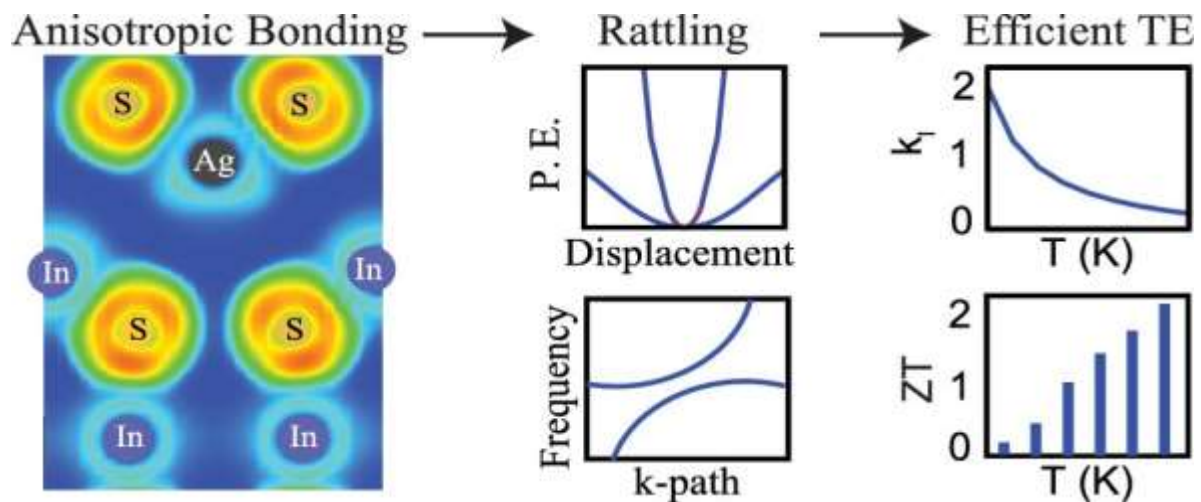 Anisotropic Bonding
Rattling
Efficient TE
S
S
Ag
In
In
S
S
In
In
P. E.
Displacement
Frequency
k-path
kl
2
1
0
T (K)
ZT
2
1
0
T (K)